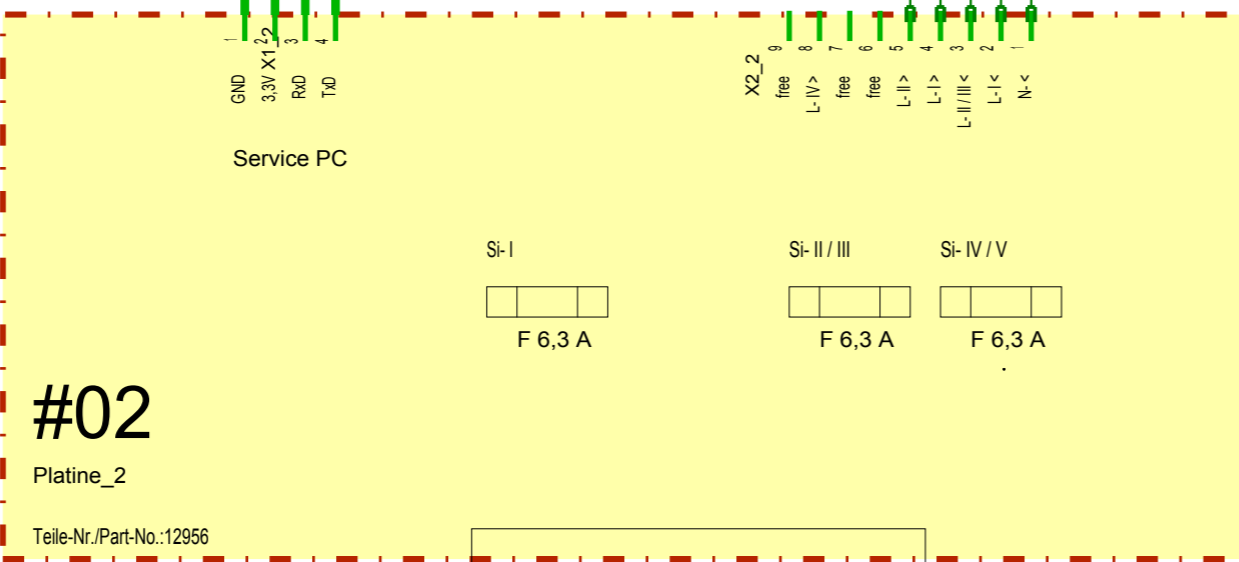 1 2 3 4
X1_2
GND
3,3V
RxD
TxD
Service PC
9 8 7 6 5 4 3 2 1
X2_2
free
L- IV >
free
free
L- II >
L- I >
L- II / III <
L- I <
N- <
Si- I
Si- II / III
Si- IV / V
F 6,3 A
F 6,3 A
F 6,3 A
.
#02
Platine_2
Teile-Nr./Part-No.:12956